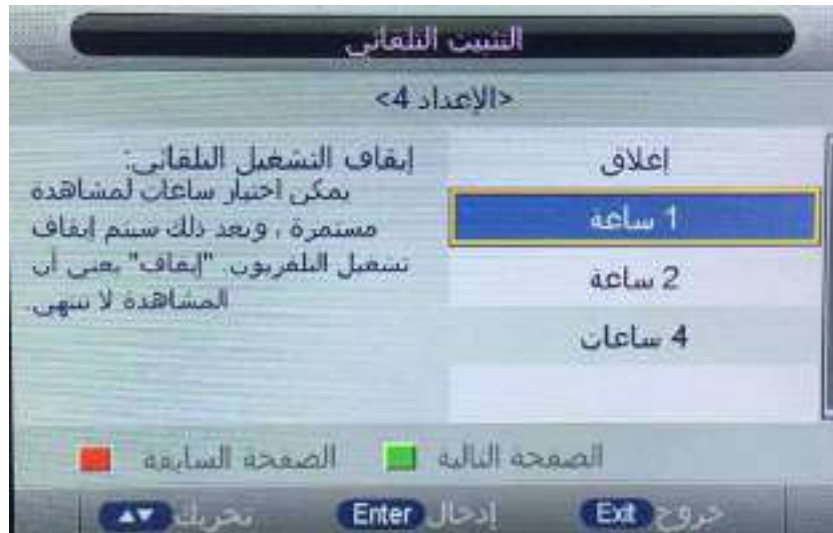 التثبيت التلقائي
<الإعداد 4>
إيقاف التشغيل التلقائي:
يمكن اختيار ساعات لمشاهدة
مستمرة ، وبعد ذلك سيتم إيقاف
تشغيل التلفزيون. "إيقاف" يعني أن
المشاهدة لا تنتهي.
إغلاق
1 ساعة
2 ساعة
4 ساعات
الصفحة السابقة الصفحة التالية
تحريك إدخال Enter خروج Exit